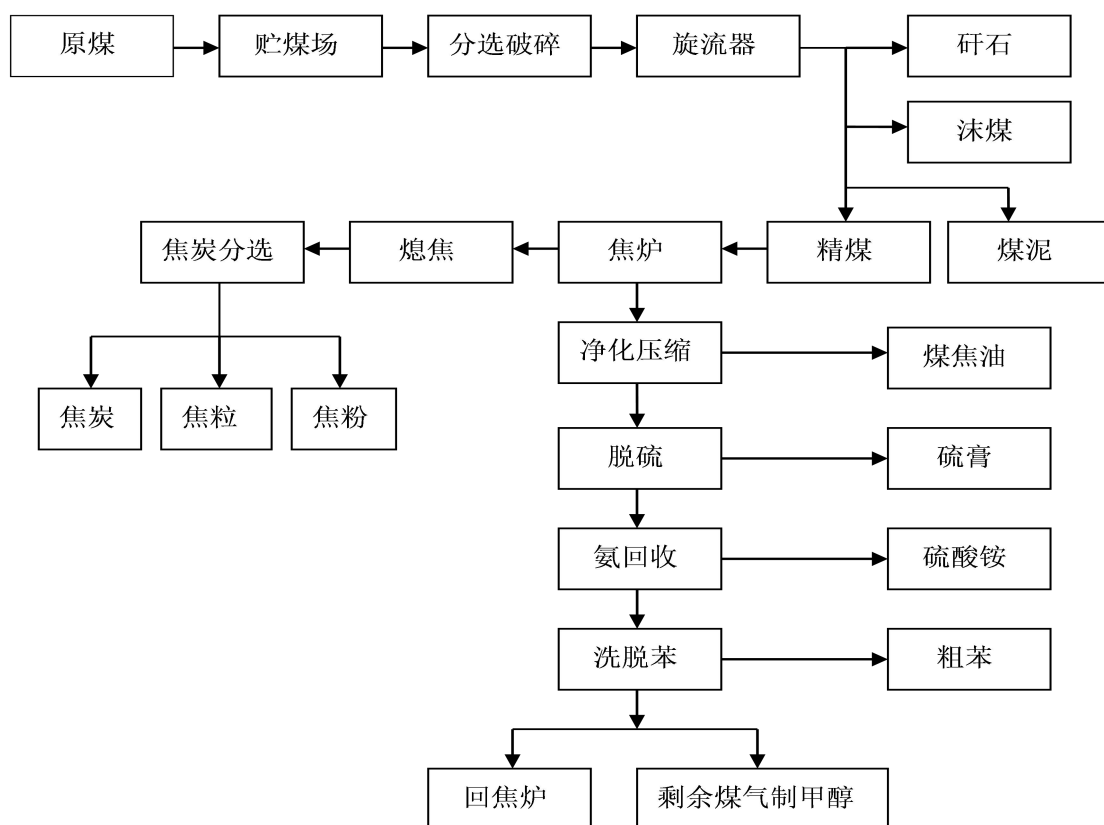 原煤
贮煤场
分选破碎
旋流器
矸石
沫煤
焦炭分选
熄焦
焦炉
精煤
煤泥
净化压缩
煤焦油
焦炭
焦粒
焦粉
脱硫
硫膏
氨回收
硫酸铵
洗脱苯
粗苯
回焦炉
剩余煤气制甲醇